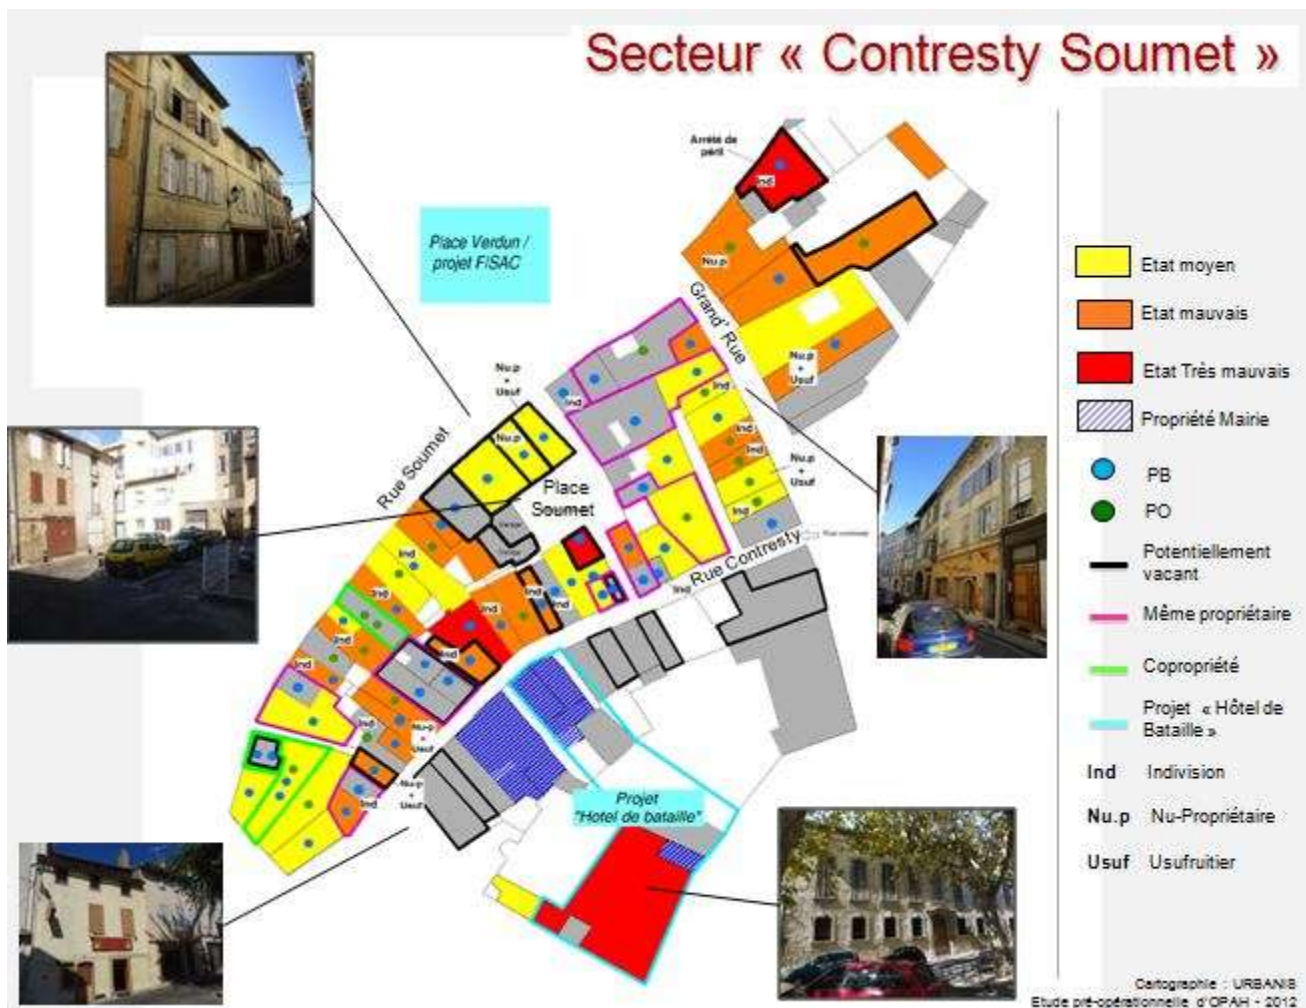 Secteur « Contresty Soumet »
Arrêté de
péril
Ind
Place Verdun /
projet FISAC
Nu.p
Grand' Rue
Nu.p
+
Usuf
Nu.p
+
Usuf
Ind
Ind
Nu.p
Rue Soumet
Ind
Ind
Nu.p
+
Usuf
Place
Soumet
Ind
Rue Contresty
Ind
Ind
Ind
Ind
Ind
Ind
Ind
Ind
Ind
Ind
Nu-p
+
Usuf
Nu.p
+
Usuf
Ind
Projet
"Hotel de bataille"
Etat moyen
Etat mauvais
Etat Très mauvais
Propriété Mairie
PB
PO
Potentiellement
vacant
Même propriétaire
Copropriété
Projet « Hôtel de
Bataille »
Ind Indivision
Nu.p Nu-Propriétaire
Usuf Usufruitier
Cartographie : URBANIS
Etude pré-opérationnelle d'OPAH - 2012